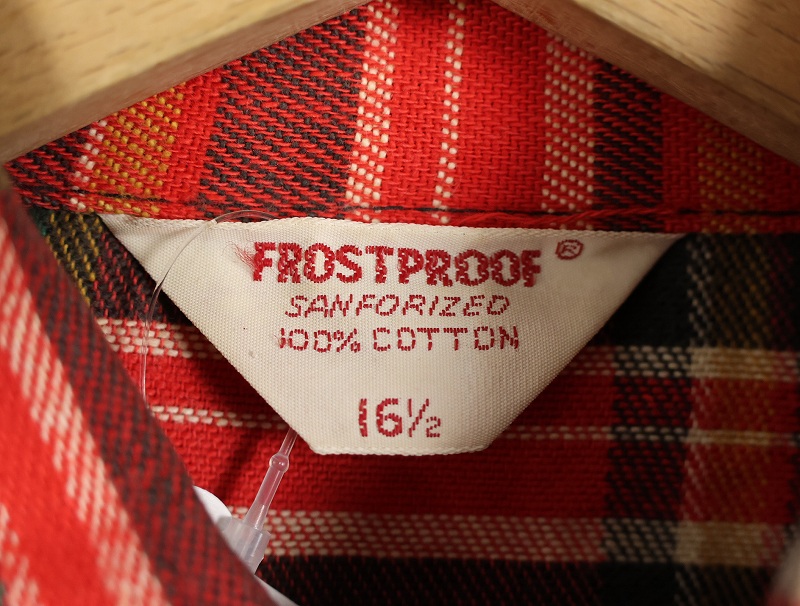 FROSTPROOF®
SANFORIZED
100% COTTON
16½